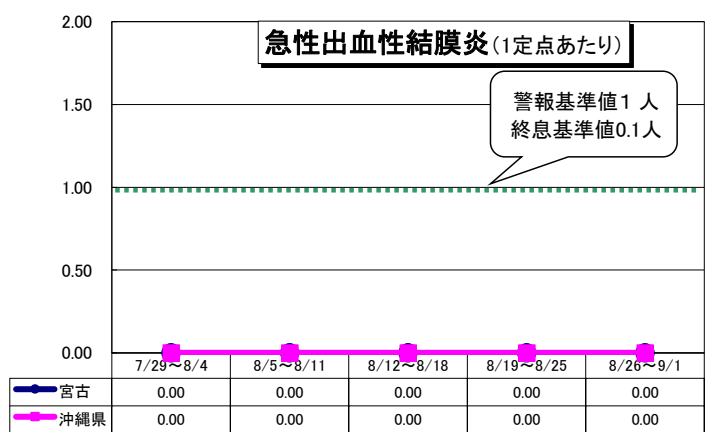 急性出血性結膜炎(1定点あたり)
警報基準値1 人
終息基準値0.1人
2.00
1.50
1.00
0.50
0.00
7/29～8/4 8/5～8/11 8/12～8/18 8/19～8/25 8/26～9/1
宮古 0.00 0.00 0.00 0.00 0.00
沖縄県 0.00 0.00 0.00 0.00 0.00